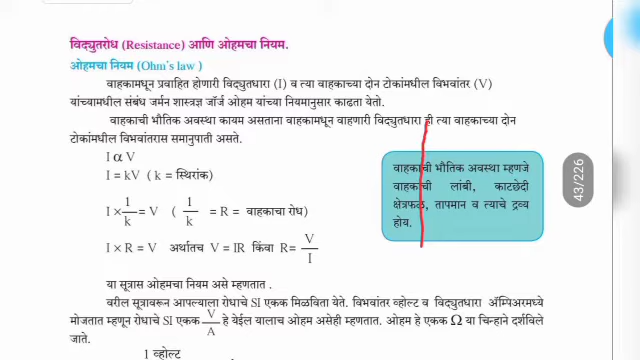 विद्युतरोध (Resistance) आणि ओहमचा नियम.
ओहमचा नियम (Ohm's law)
वाहकामधून प्रवाहित होणारी विद्युतधारा (I) व त्या वाहकाच्या दोन टोकांमधील विभवांतर (V)
यांच्यामधील संबंध जर्मन शास्त्रज्ञ जॉर्ज ओहम यांच्या नियमानुसार काढता येतो.
वाहकाची भौतिक अवस्था कायम असताना वाहकामधून वाहणारी विद्युतधारा ही त्या वाहकाच्या दोन
टोकांमधील विभवांतरास समानुपाती असते.
I α V
I = kV ( k = स्थिरांक)
I × 1/k = V ( 1/k = R = वाहकाचा रोध)
I × R = V अर्थातच V = IR किंवा R= V/I
वाहकाची भौतिक अवस्था म्हणजे
वाहकाची लांबी, काटछेदी
क्षेत्रफळ, तापमान व त्याचे द्रव्य
होय.
या सूत्रास ओहमचा नियम असे म्हणतात.
वरील सूत्रावरून आपल्याला रोधाचे SI एकक मिळविता येते. विभवांतर व्होल्ट व विद्युतधारा ॲम्पिअरमध्ये
मोजतात म्हणून रोधाचे SI एकक V/A हे येईल यालाच ओहम असेही म्हणतात. ओहम हे एकक Ω या चिन्हाने दर्शविले
जाते.
1 व्होल्ट
43/226